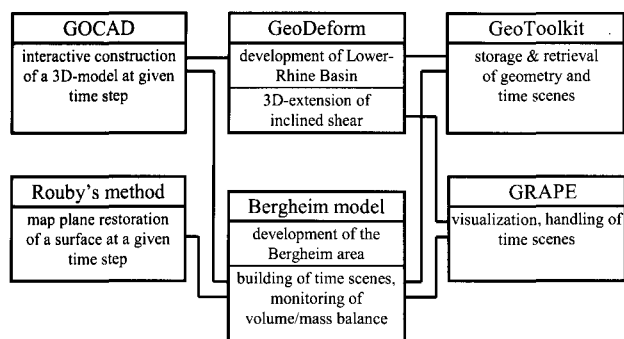 GOCAD
interactive construction
of a 3D-model at given
time step
GeoDeform
development of Lower-
Rhine Basin
3D-extension of
inclined shear
GeoToolkit
storage & retrieval
of geometry and
time scenes
Rouby's method
map plane restoration
of a surface at a given
time step
Bergheim model
development of the
Bergheim area
building of time scenes,
monitoring of
volume/mass balance
GRAPE
visualization, handling of
time scenes